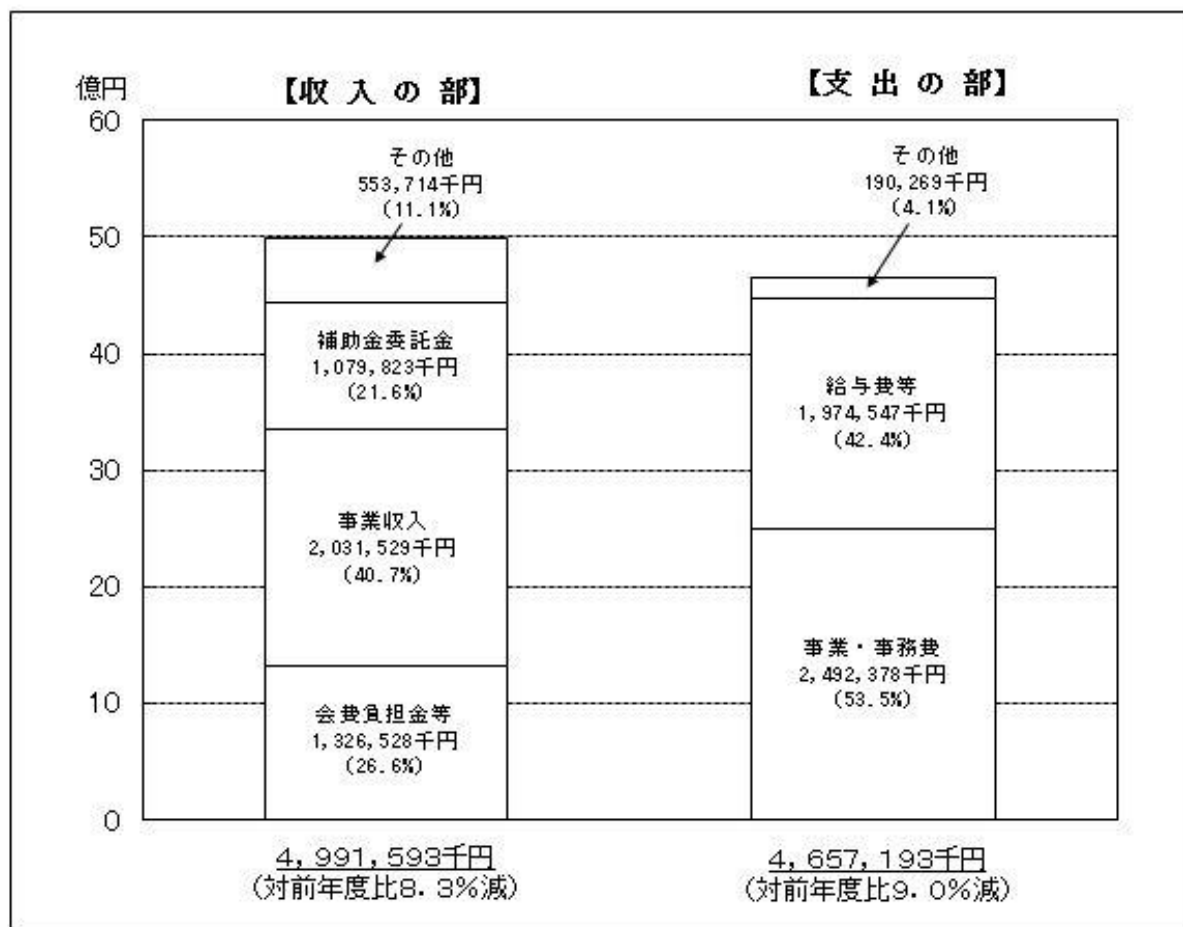 億円
【収 入 の 部】
【支 出 の 部】
60
50
40
30
20
10
0
その他
553,714千円
(11.1%)
補助金委託金
1,079,823千円
(21.6%)
事業収入
2,031,529千円
(40.7%)
会費負担金等
1,326,528千円
(26.6%)
その他
190,269千円
(4.1%)
給与費等
1,974,547千円
(42.4%)
事業・事務費
2,492,378千円
(53.5%)
4,991,593千円
(対前年度比8.3%減)
4,657,193千円
(対前年度比9.0%減)